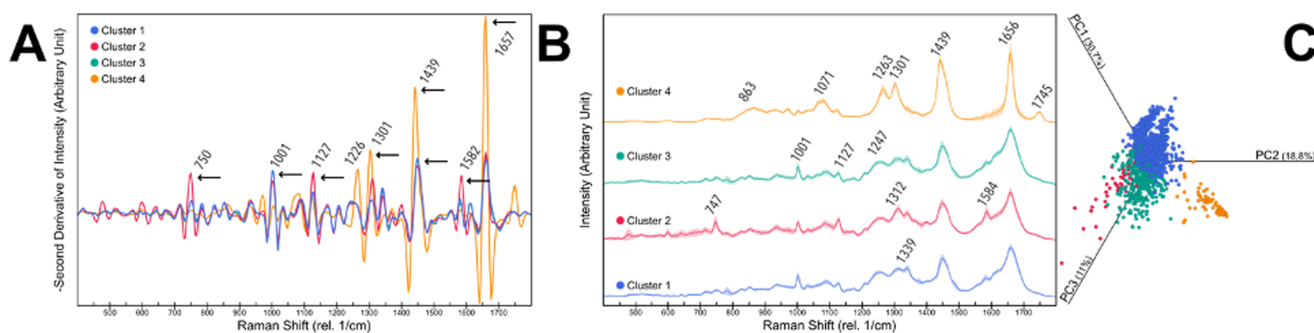 A
-Second Derivative of Intensity (Arbitrary Unit)
Cluster 1
Cluster 2
Cluster 3
Cluster 4
750
1001
1127
1226
1301
1439
1582
1657
500 600 700 800 900 1000 1100 1200 1300 1400 1500 1600 1700
Raman Shift (rel. 1/cm)
B
Intensity (Arbitrary Unit)
Cluster 4
863
1071
1263
1301
1439
1656
1745
Cluster 3
1001
1127
1247
Cluster 2
747
1312
1584
Cluster 1
1339
500 600 700 800 900 1000 1100 1200 1300 1400 1500 1600 1700
Raman Shift (rel. 1/cm)
C
PC1 (30,7%)
PC2 (18,8%)
PC3 (11%)